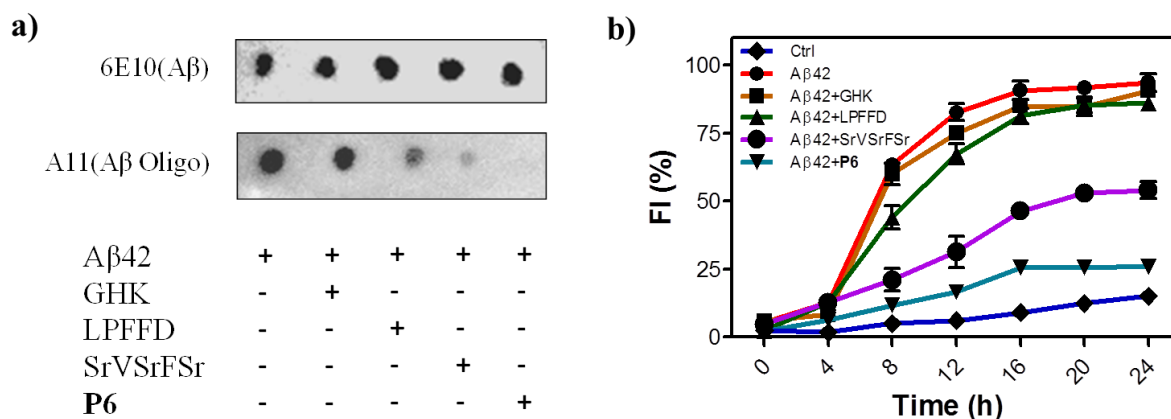 a)
6E10(Aβ)
A11(Aβ Oligo)
Aβ42 + + + + +
GHK - + - - -
LPFFD - - + - -
SrVSrFSr - - - + -
P6 - - - - +
b)
Ctrl
Aβ42
Aβ42+GHK
Aβ42+LPFFD
Aβ42+SrVSrFSr
Aβ42+P6
FI (%)
100
75
50
25
0
0 4 8 12 16 20 24
Time (h)